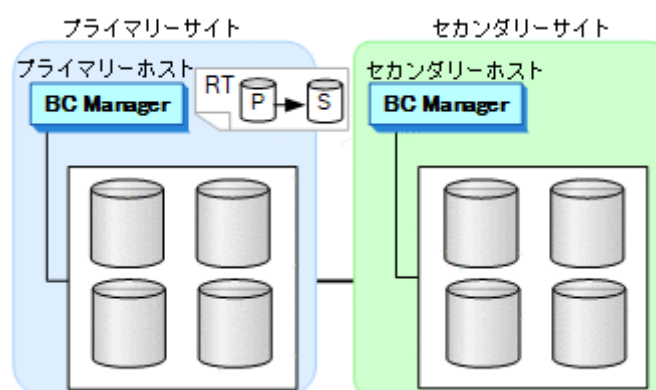 プライマリーサイト
セカンダリーサイト
プライマリーホスト
BC Manager
RT
P
S
セカンダリーホスト
BC Manager